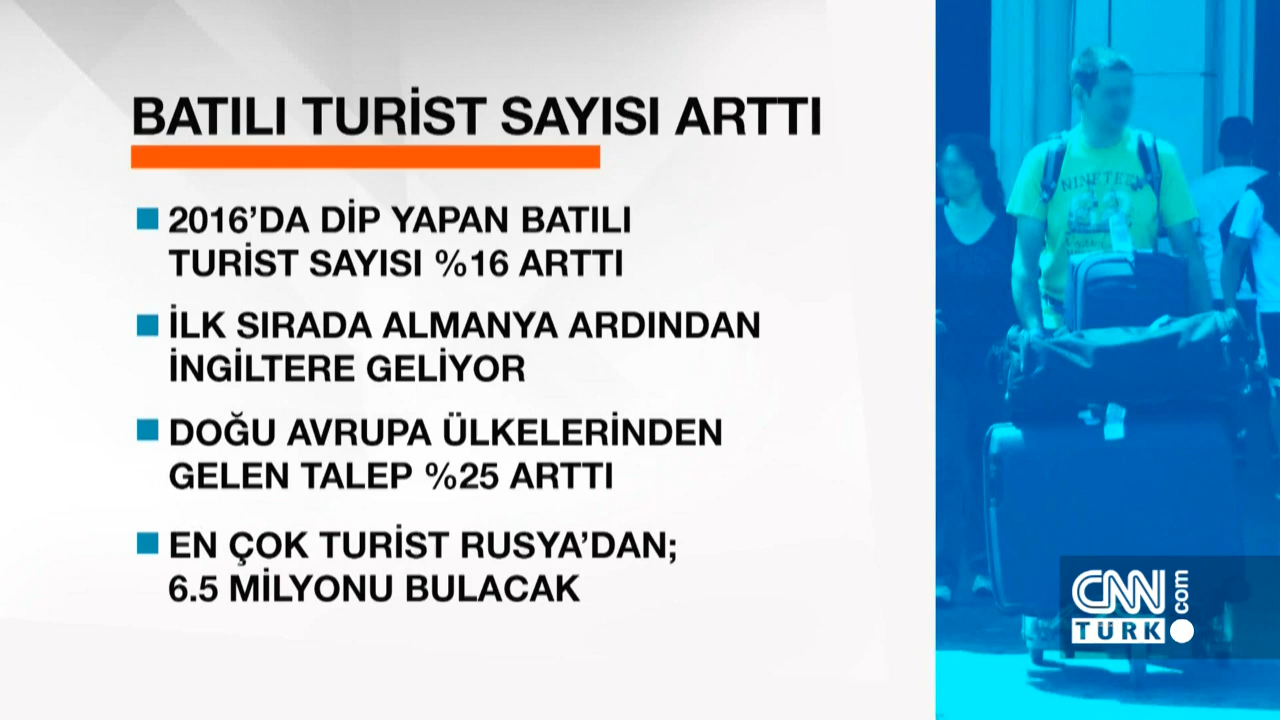 BATILI TURİST SAYISI ARTTI
2016’DA DİP YAPAN BATILI
TURİST SAYISI %16 ARTTI
İLK SIRADA ALMANYA ARDINDAN
İNGİLTERE GELİYOR
DOĞU AVRUPA ÜLKELERİNDEN
GELEN TALEP %25 ARTTI
EN ÇOK TURİST RUSYA’DAN;
6.5 MİLYONU BULACAK
NINETEEN
CNN
TÜRK
.com